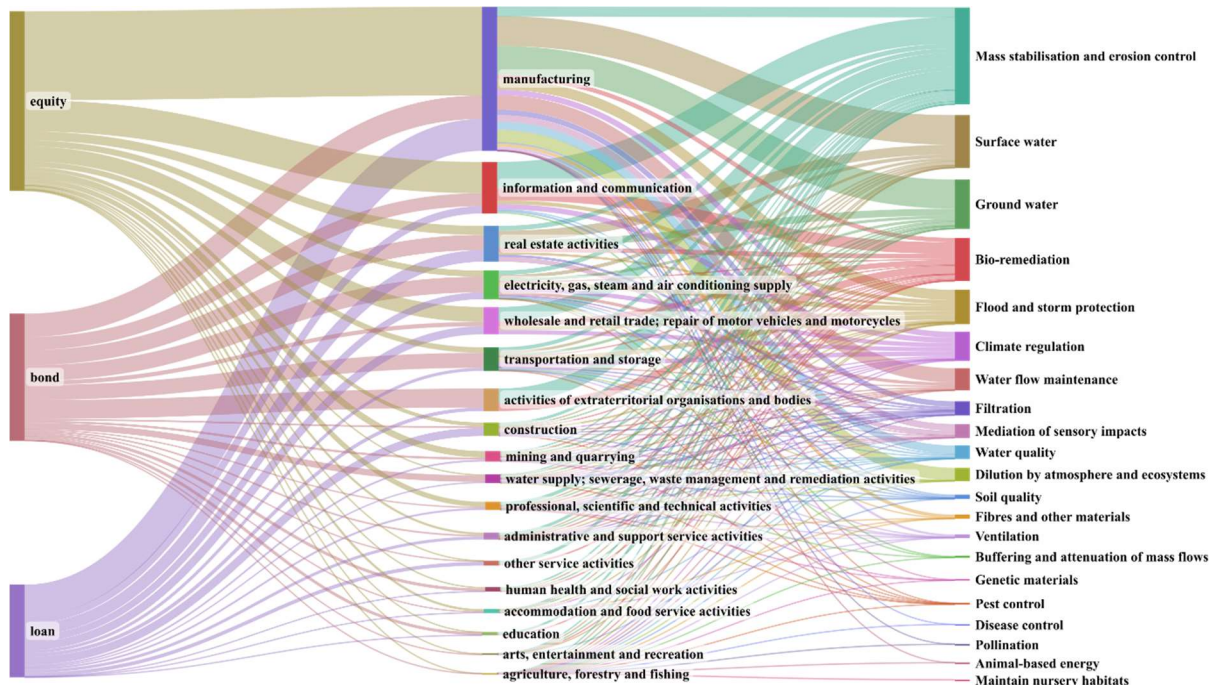 equity
bond
loan
manufacturing
information and communication
real estate activities
electricity, gas, steam and air conditioning supply
wholesale and retail trade; repair of motor vehicles and motorcycles
transportation and storage
activities of extraterritorial organisations and bodies
construction
mining and quarrying
water supply; sewerage, waste management and remediation activities
professional, scientific and technical activities
administrative and support service activities
other service activities
human health and social work activities
accommodation and food service activities
education
arts, entertainment and recreation
agriculture, forestry and fishing
Mass stabilisation and erosion control
Surface water
Ground water
Bio-remediation
Flood and storm protection
Climate regulation
Water flow maintenance
Filtration
Mediation of sensory impacts
Water quality
Dilution by atmosphere and ecosystems
Soil quality
Fibres and other materials
Ventilation
Buffering and attenuation of mass flows
Genetic materials
Pest control
Disease control
Pollination
Animal-based energy
Maintain nursery habitats